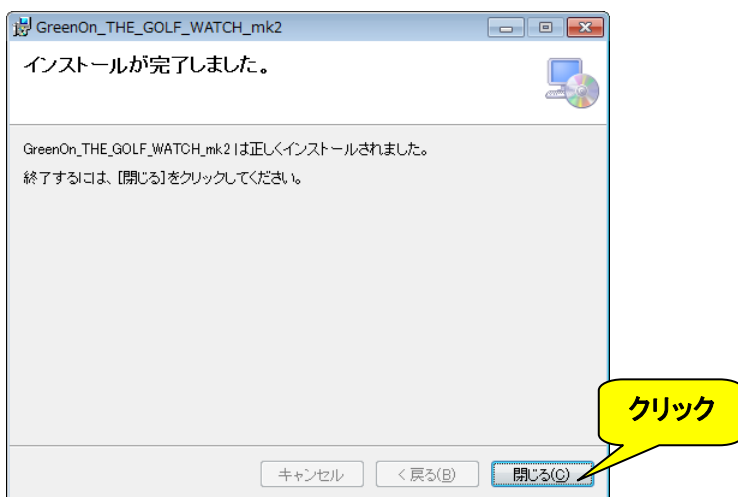 GreenOn_THE_GOLF_WATCH_mk2
インストールが完了しました。
GreenOn_THE_GOLF_WATCH_mk2 は正しくインストールされました。
終了するには、[閉じる]をクリックしてください。
クリック
キャンセル
< 戻る(B)
閉じる(C)